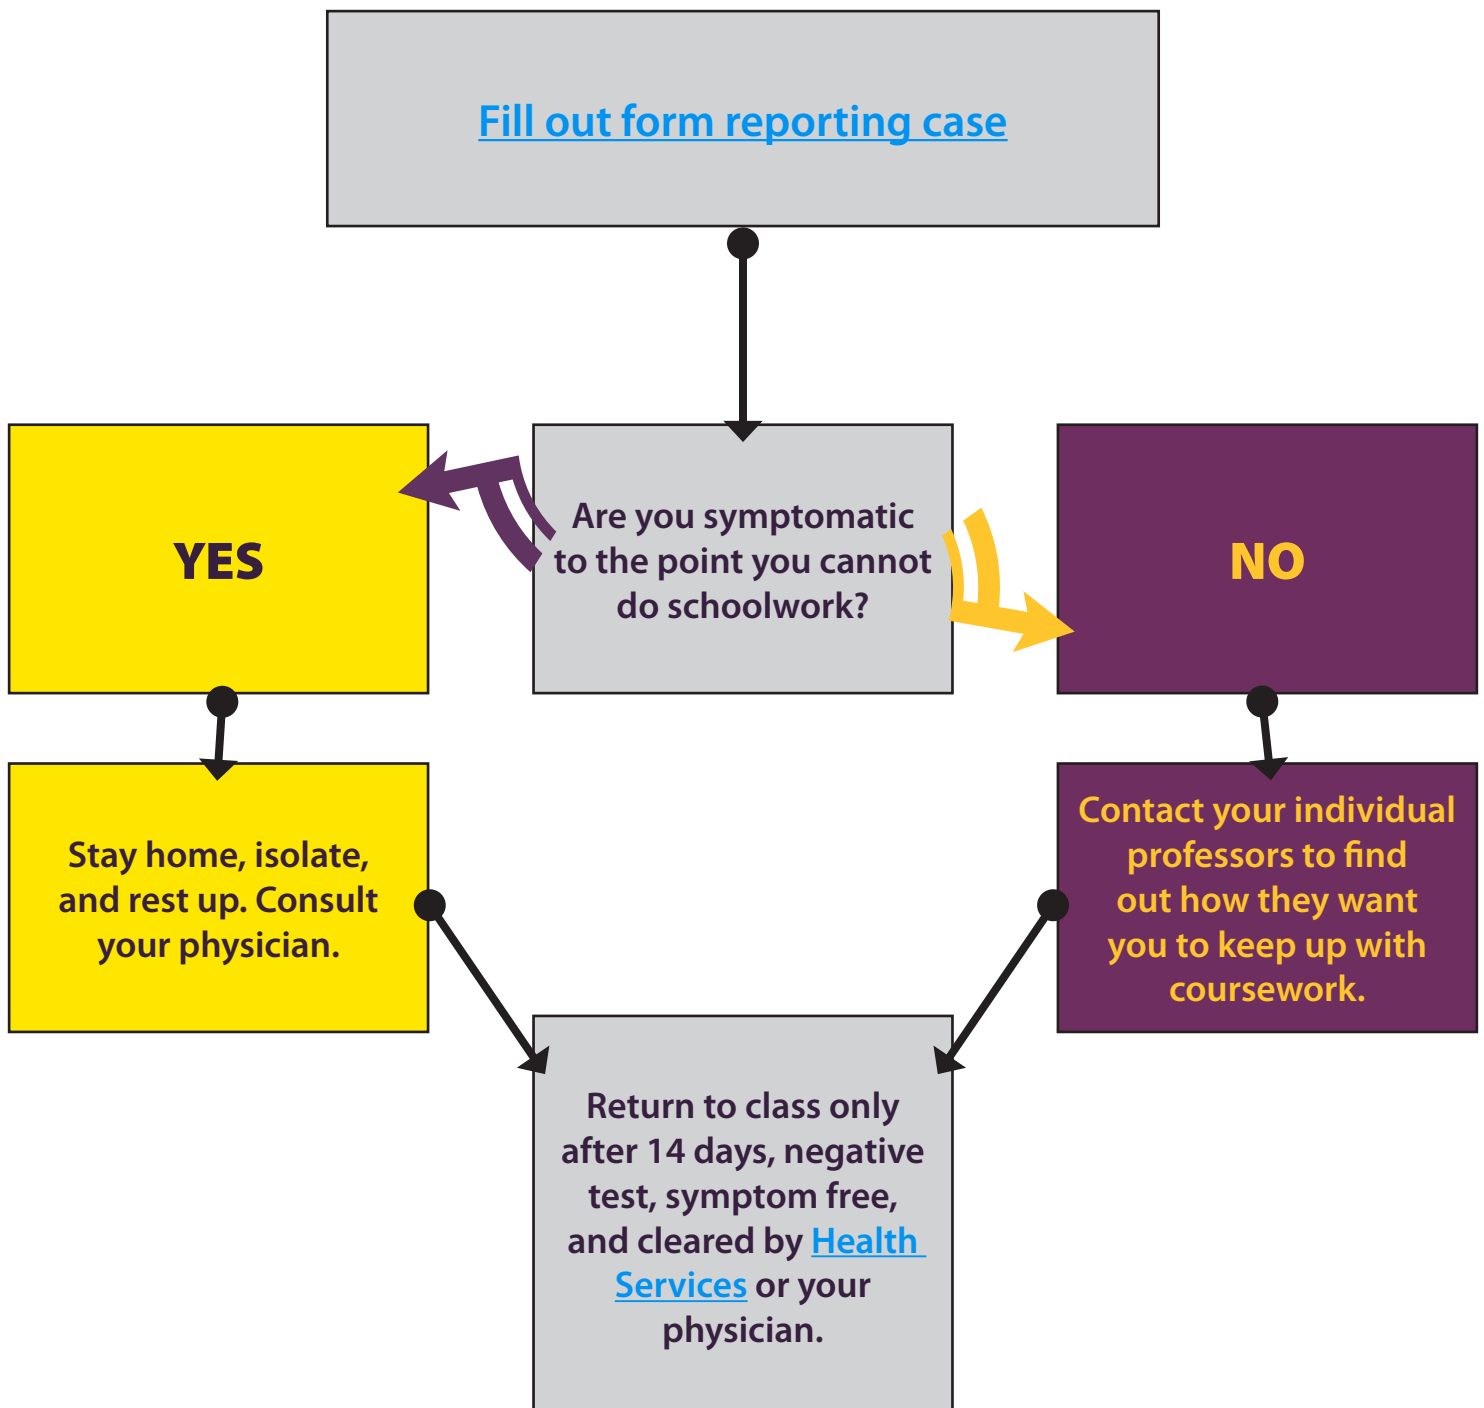 Fill out form reporting case
YES
Are you symptomatic
to the point you cannot
do schoolwork?
NO
Stay home, isolate,
and rest up. Consult
your physician.
Contact your individual
professors to find
out how they want
you to keep up with
coursework.
Return to class only
after 14 days, negative
test, symptom free,
and cleared by Health
Services or your
physician.